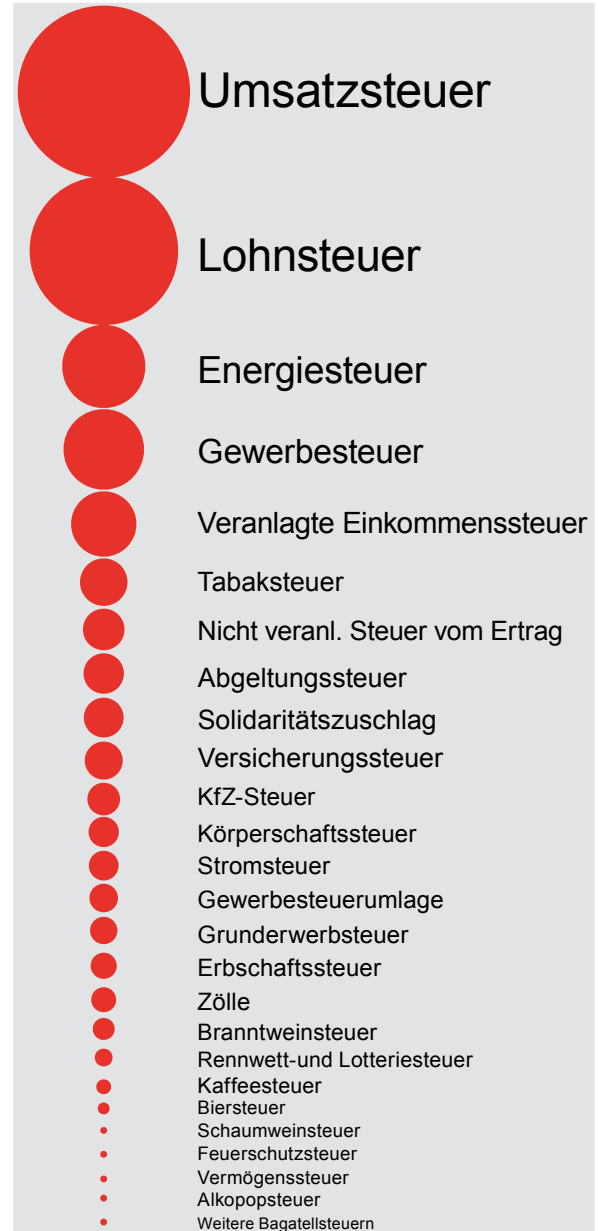 Umsatzsteuer
Lohnsteuer
Energiesteuer
Gewerbesteuer
Veranlagte Einkommenssteuer
Tabaksteuer
Nicht veranl. Steuer vom Ertrag
Abgeltungssteuer
Solidaritätszuschlag
Versicherungssteuer
KfZ-Steuer
Körperschaftssteuer
Stromsteuer
Gewerbesteuerumlage
Grunderwerbsteuer
Erbschaftssteuer
Zölle
Branntweinsteuer
Rennwett-und Lotteriesteuer
Kaffeesteuer
Biersteuer
Schaumweinsteuer
Feuerschutzsteuer
Vermögenssteuer
Alkopopsteuer
Weitere Bagatellsteuern